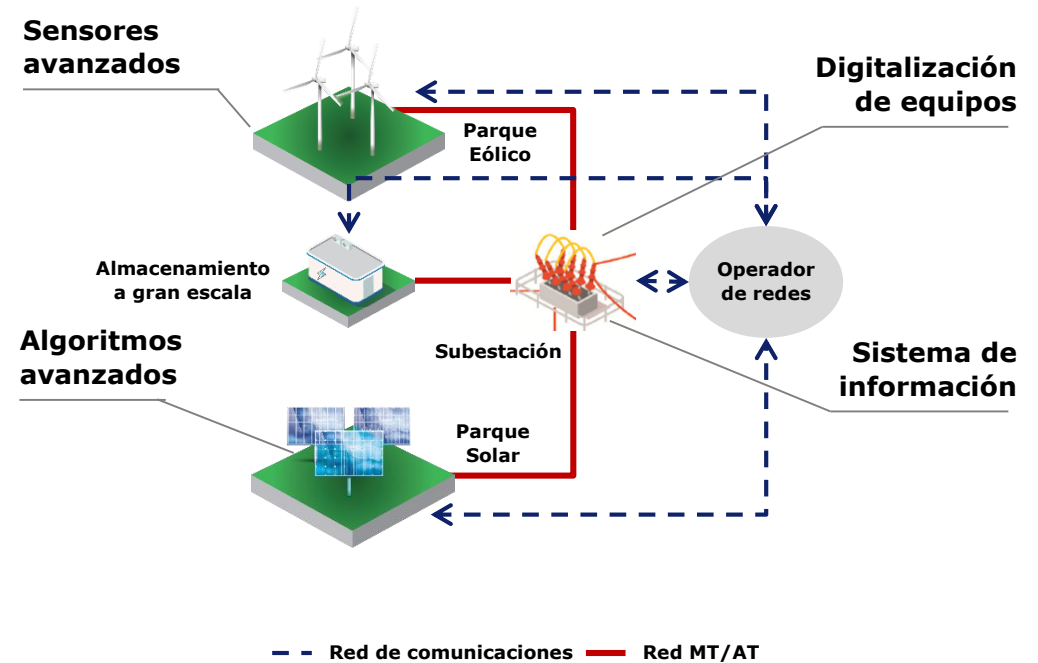 Sensores
avanzados
Digitalización
de equipos
Parque
Eólico
Almacenamiento
a gran escala
Operador
de redes
Algoritmos
avanzados
Subestación
Sistema de
información
Parque
Solar
Red de comunicaciones
Red MT/AT